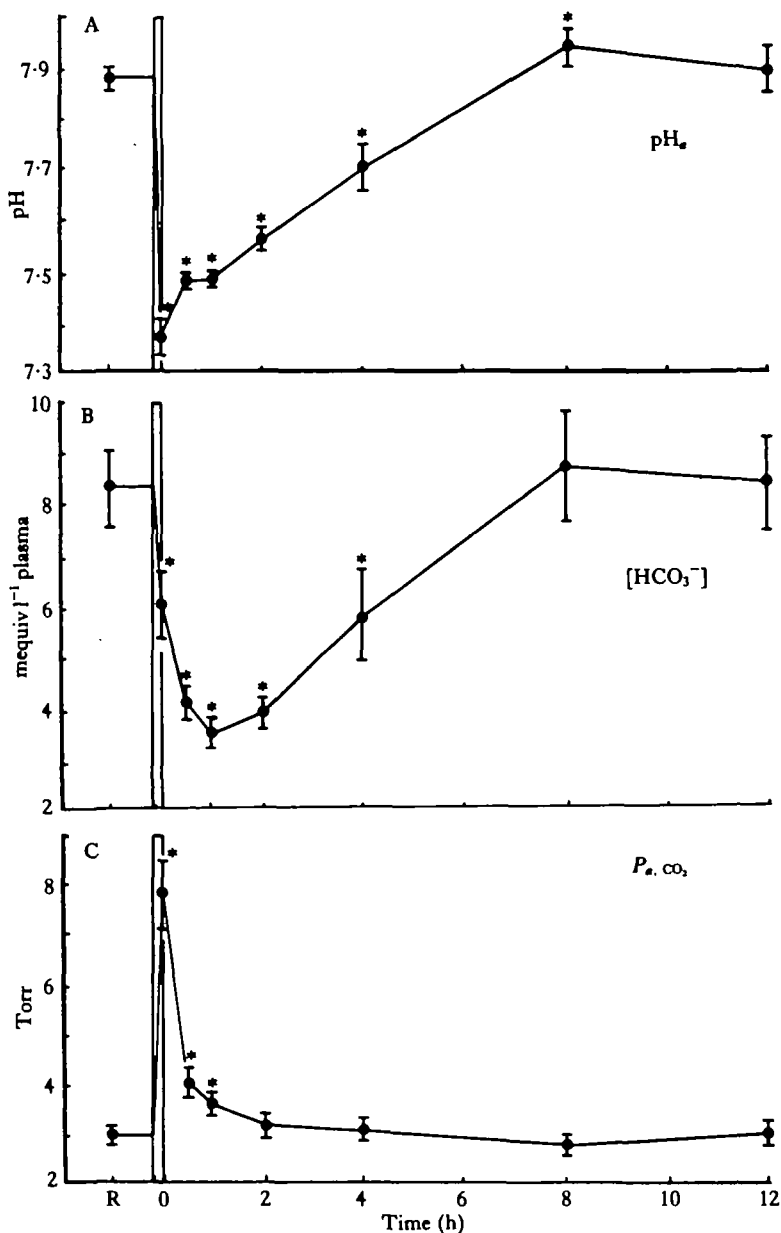 A
7·9
7·7
7·5
7·3
pH
pHa
*
*
*
*
*
*
B
10
8
6
4
2
mequiv l⁻¹ plasma
[HCO₃⁻]
*
*
*
*
*
C
8
6
4
2
Torr
Pa, CO₂
*
*
*
R 0 2 4 6 8 10 12
Time (h)